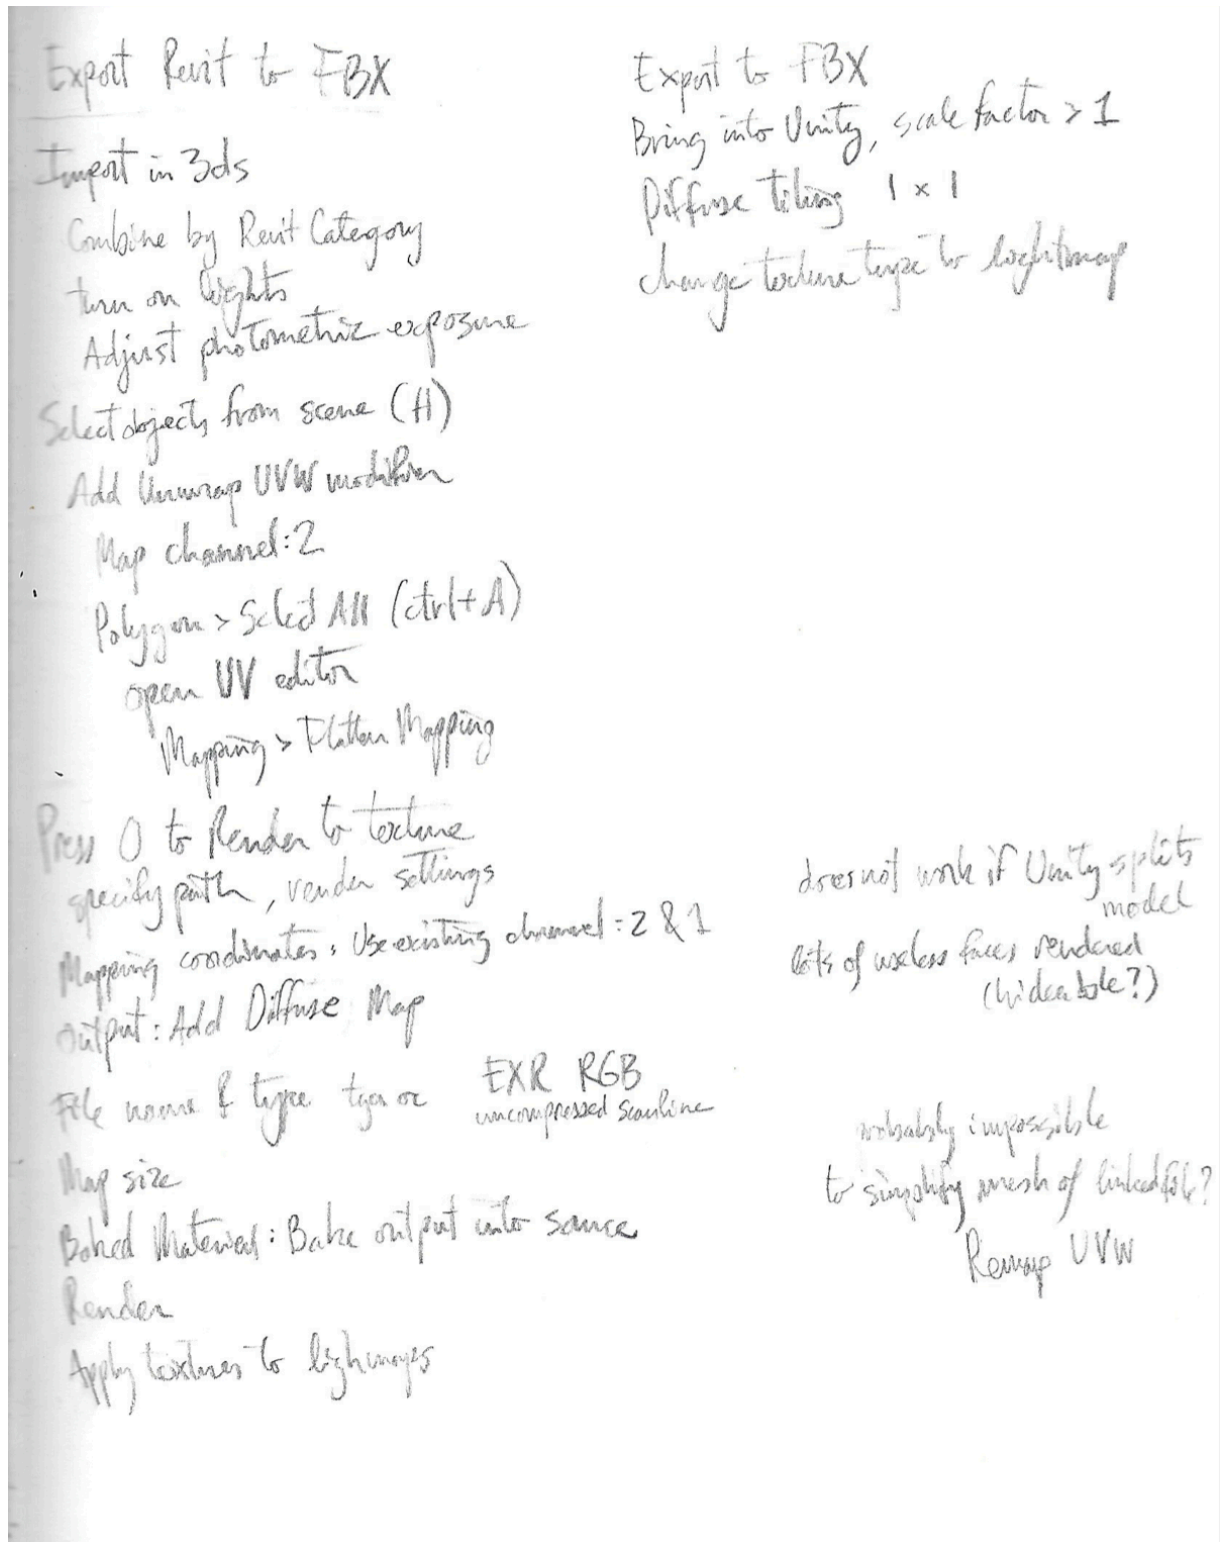 Export Revit to FBX
Import in 3ds
Combine by Revit Category
turn on lights
Adjust photometric exposure
Select objects from scene (H)
Add Unwrap UVW modifier
Map channel: 2
Polygon > Select All (ctrl+A)
open UV editor
Mapping > Flatten Mapping
Press 0 to Render to texture
specify path, render settings
Mapping coordinates: Use existing channel: 2 & 1
Output: Add Diffuse Map
File name & type tga or EXR RGB
uncompressed scanline
Map size
Baked Material: Bake output into source
Render
Apply textures to
Export to FBX
Bring into Unity, scale factor > 1
Diffuse tiling 1 x 1
change texture type to lightmap
does not work if Unity splits
model
lots of useless faces rendered
(hideable?)
probably impossible
to simplify mesh of linked file?
UVW